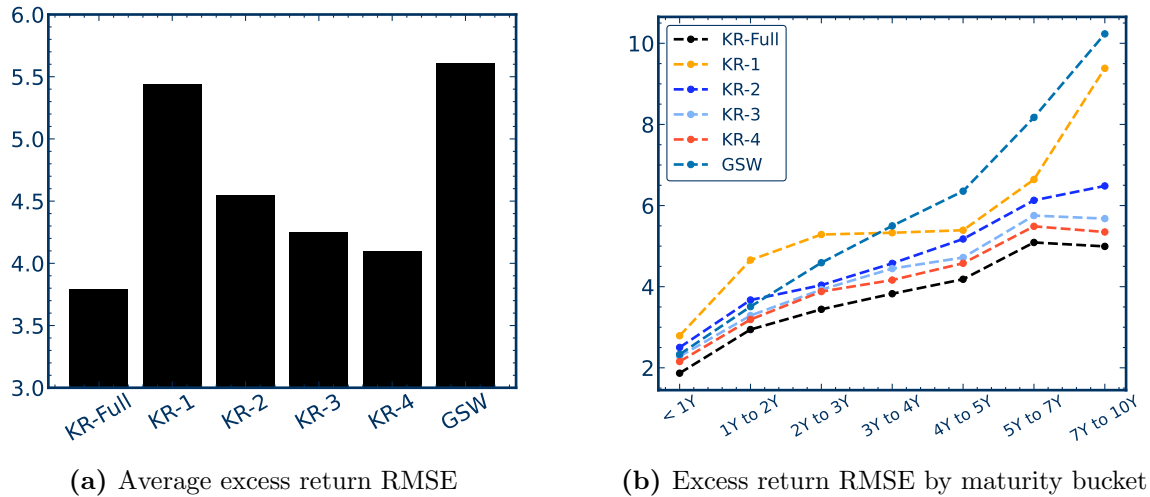 6.0
5.5
5.0
4.5
4.0
3.5
3.0
KR-Full
KR-1
KR-2
KR-3
KR-4
GSW
(a) Average excess return RMSE
10
8
6
4
2
KR-Full
KR-1
KR-2
KR-3
KR-4
GSW
< 1Y
1Y to 2Y
2Y to 3Y
3Y to 4Y
4Y to 5Y
5Y to 7Y
7Y to 10Y
(b) Excess return RMSE by maturity bucket